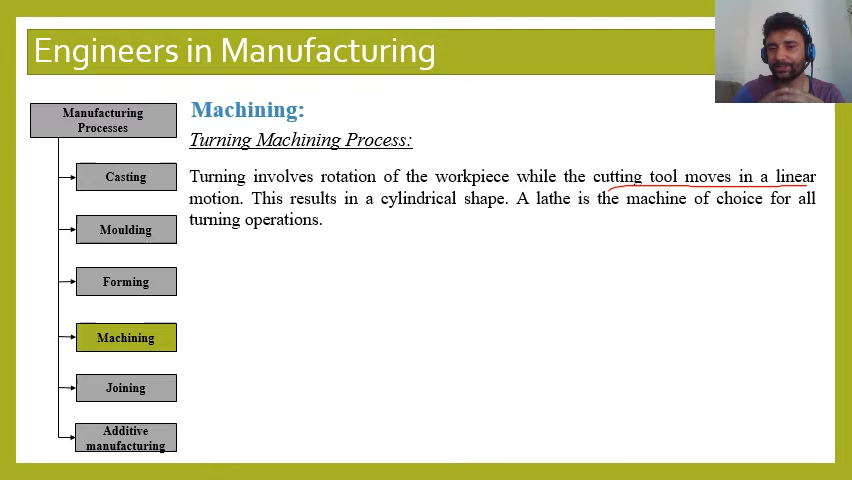 Engineers in Manufacturing
Manufacturing
Processes
Casting
Moulding
Forming
Machining
Joining
Additive
manufacturing
Machining:
Turning Machining Process:
Turning involves rotation of the workpiece while the cutting tool moves in a linear
motion. This results in a cylindrical shape. A lathe is the machine of choice for all
turning operations.